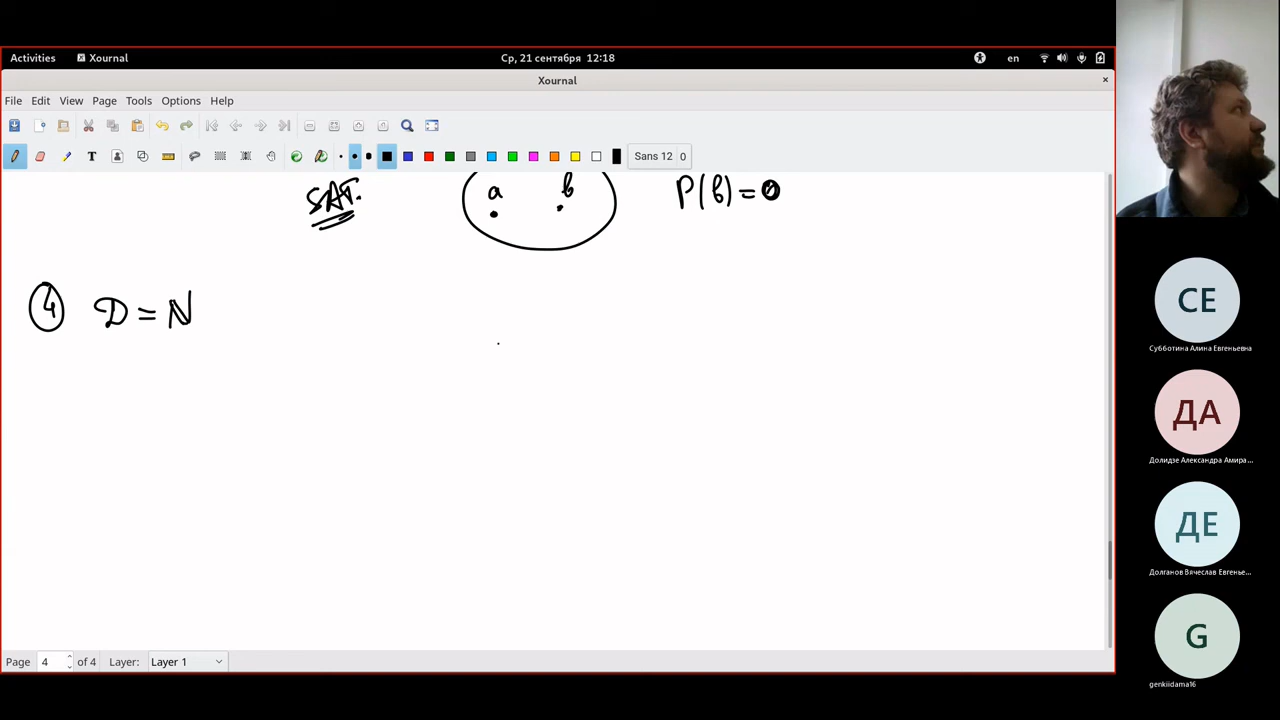 Activities Xournal Ср, 21 сентября 12:18 en
Xournal
File Edit View Page Tools Options Help
Sans 12 0
SAT. a b P(b)=0
4 D = ℕ
CE
Субботина Алина Евгеньевна
ДА
Долидзе Александра Амира...
ДЕ
Долганов Вячеслав Евгенье...
G
genkiidama16
Page 4 of 4 Layer: Layer 1